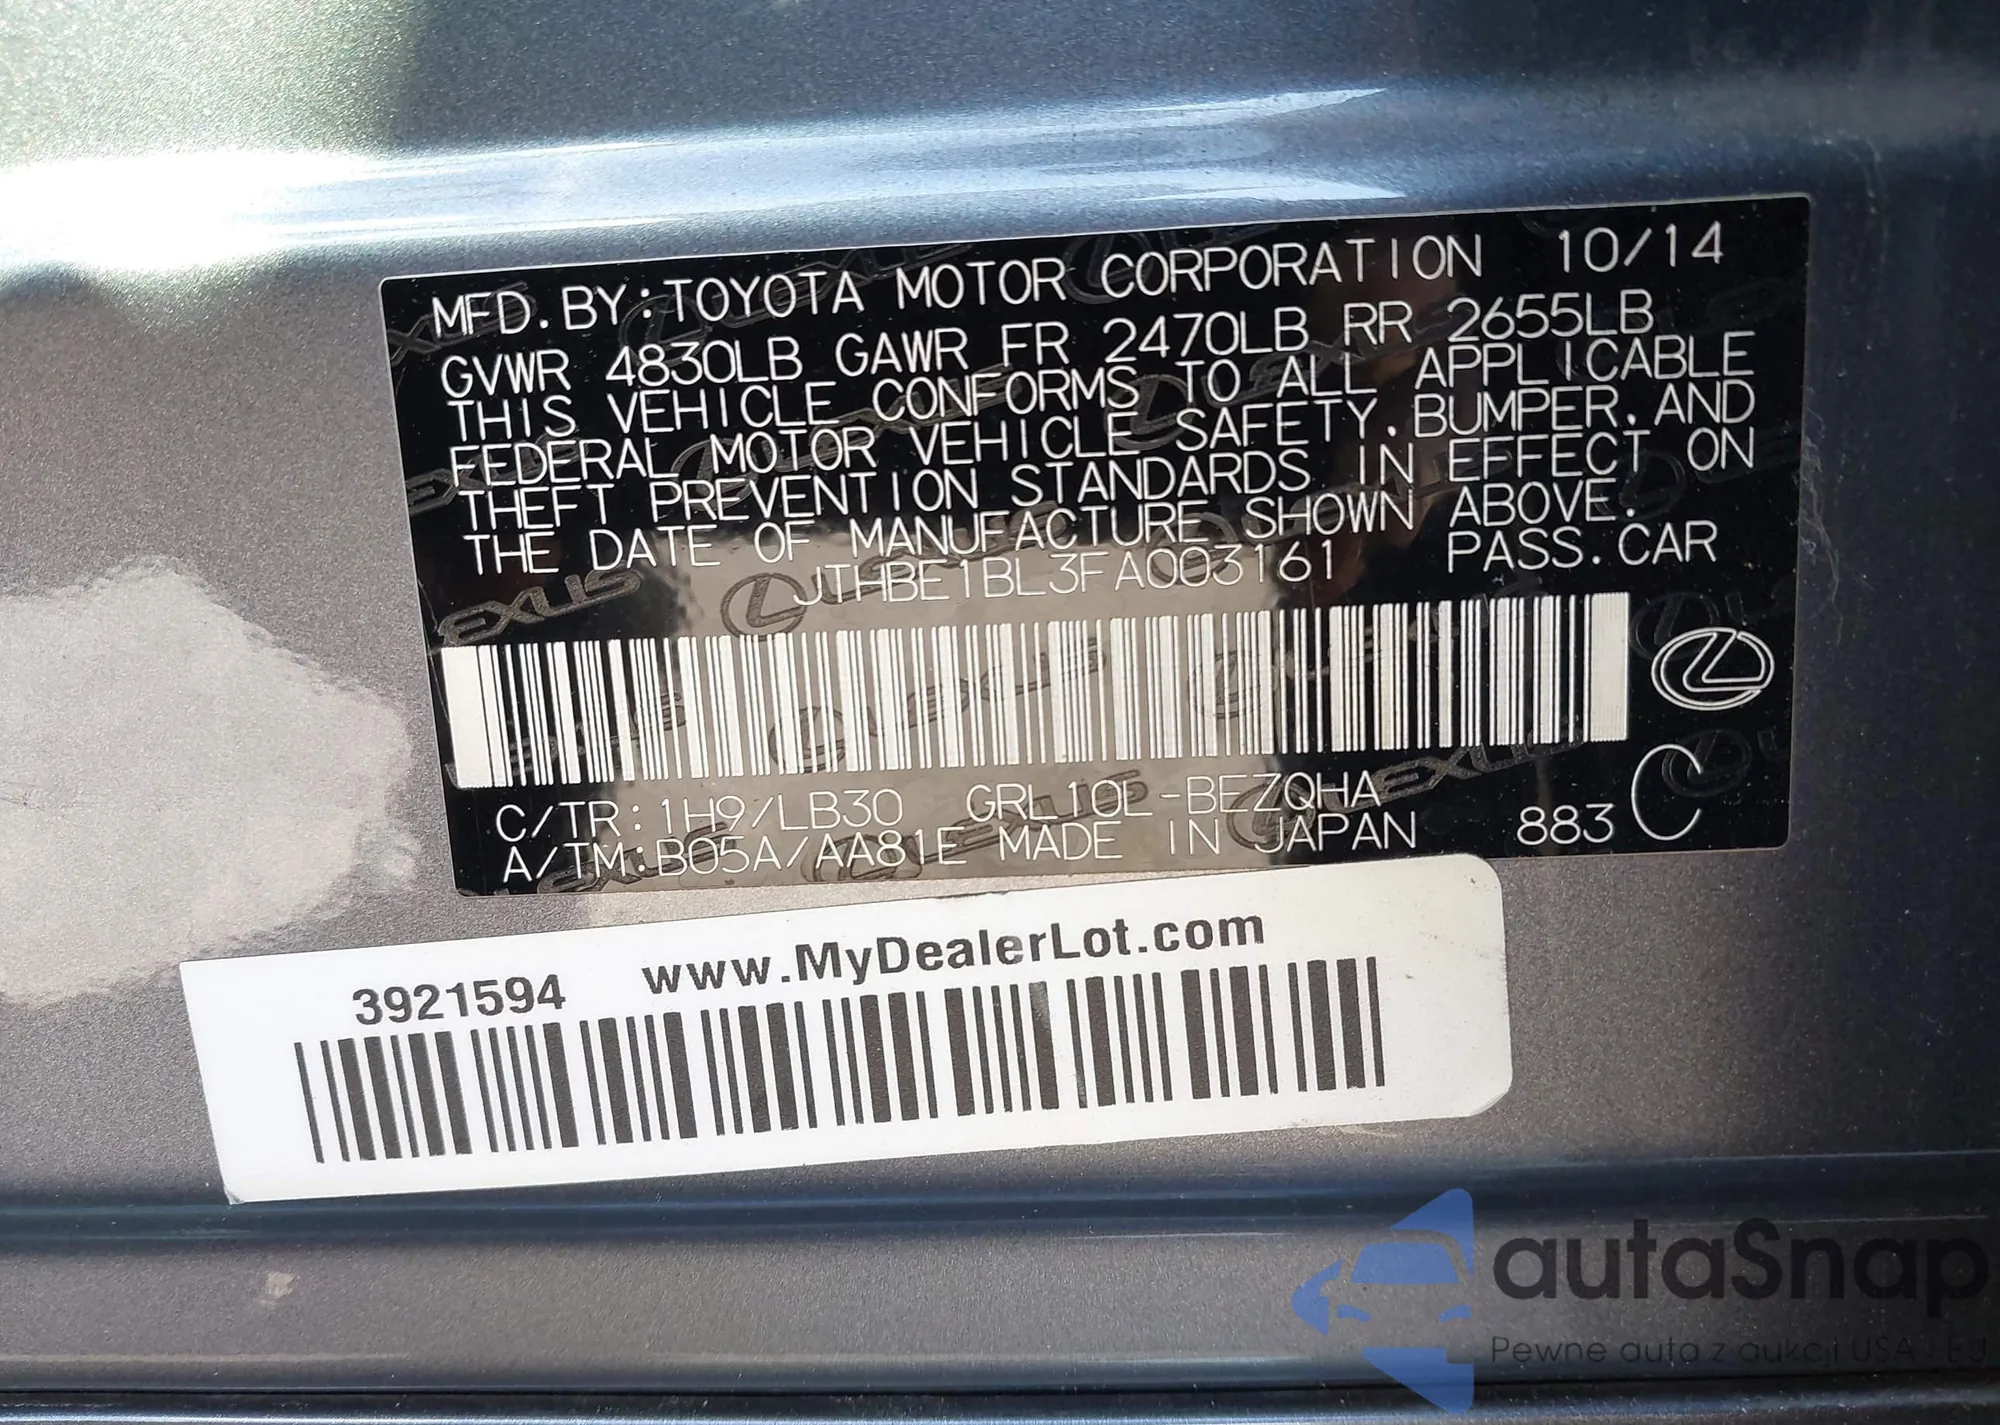 MFD. BY: TOYOTA MOTOR CORPORATION 10/14
GVWR 4830LB GAWR FR 2470LB RR 2655LB
THIS VEHICLE CONFORMS TO ALL APPLICABLE
FEDERAL MOTOR VEHICLE SAFETY, BUMPER, AND
THEFT PREVENTION STANDARDS IN EFFECT ON
THE DATE OF MANUFACTURE SHOWN ABOVE.
JTHBE1BL3FA003161 PASS. CAR
C/TR: 1H9/LB30 GRL10L-BEZQHA
A/TM: B05A/AA81E MADE IN JAPAN 883 C
3921594 www.MyDealerLot.com
autaSnap
Pewne auta z aukcji USA EU